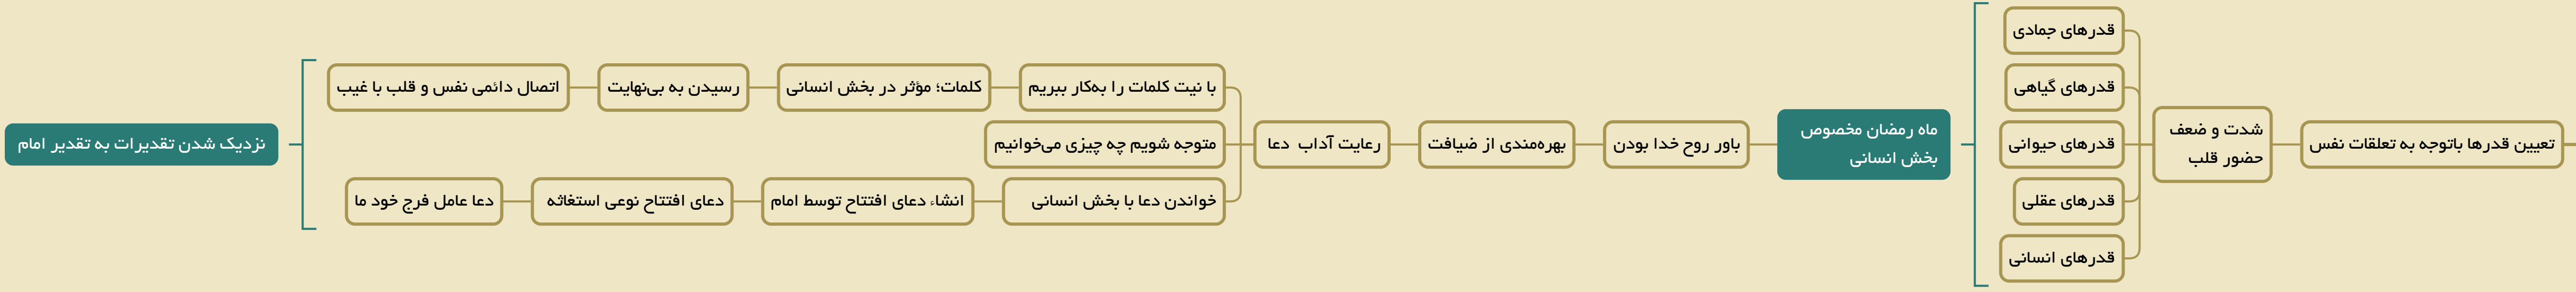 تعیین قدرها باتوجه به تعلقات نفس
شدت و ضعف
حضور قلب
قدرهای جمادی
قدرهای گیاهی
قدرهای حیوانی
قدرهای عقلی
قدرهای انسانی
ماه رمضان مخصوص
بخش انسانی
باور روح خدا بودن
بهره‌مندی از ضیافت
رعایت آداب دعا
با نیت کلمات را به‌کار ببریم
کلمات؛ مؤثر در بخش انسانی
رسیدن به بی‌نهایت
اتصال دائمی نفس و قلب با غیب
متوجه شویم چه چیزی می‌خوانیم
خواندن دعا با بخش انسانی
انشاء دعای افتتاح توسط امام
دعای افتتاح نوعی استغاثه
دعا عامل فرج خود ما
نزدیک شدن تقدیرات به تقدیر امام